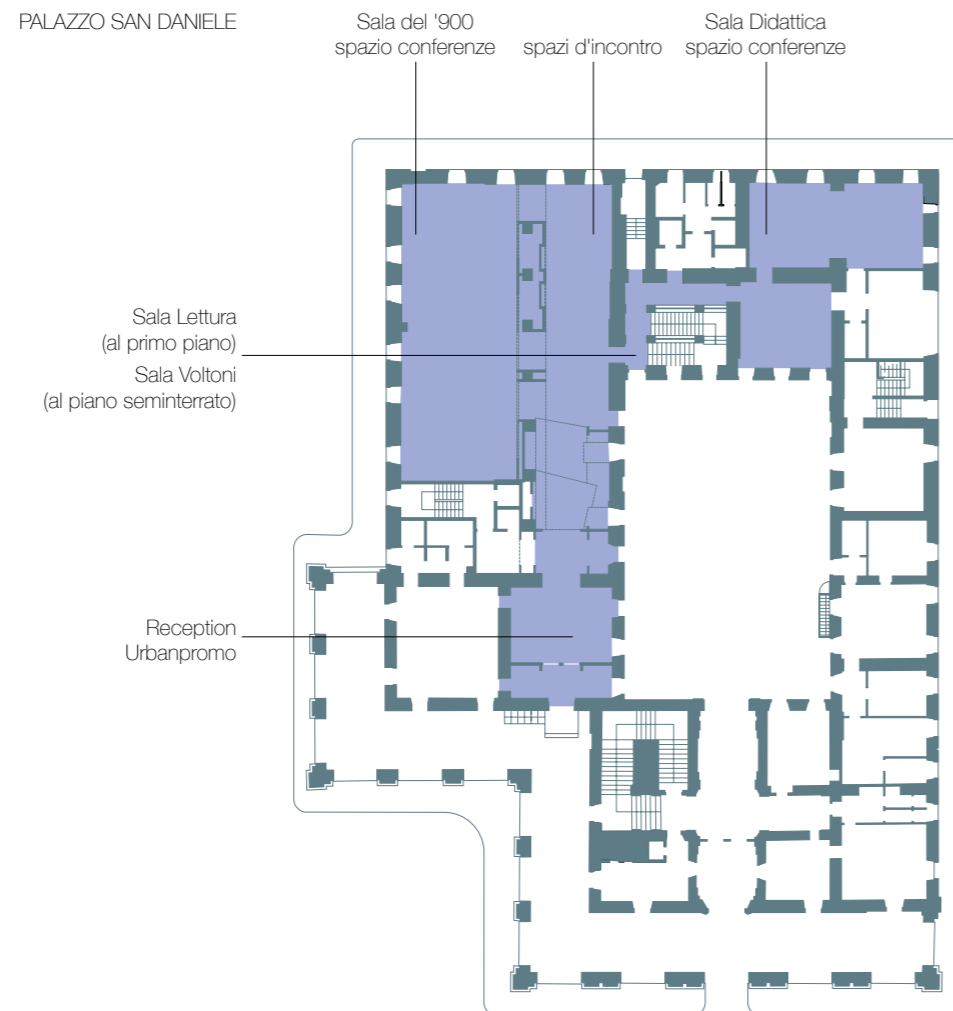 PALAZZO SAN DANIELE
Sala del '900
spazio conferenze
spazi d'incontro
Sala Didattica
spazio conferenze
Sala Lettura
(al primo piano)
Sala Voltoni
(al piano seminterrato)
Reception
Urbanpromo